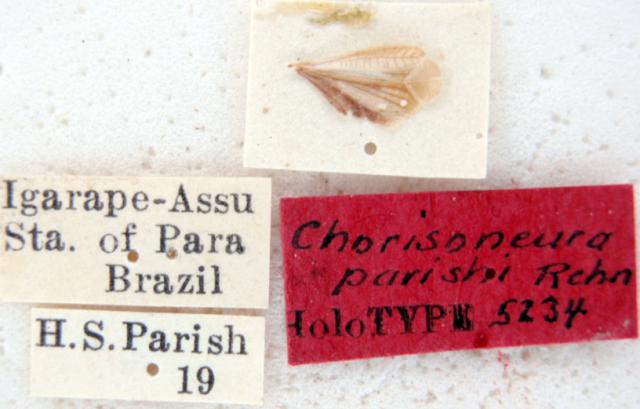 Igarape-Assu
Sta. of Para
Brazil
H.S. Parish
19
Chorisoneura
parishi Rehn
HoloTYPE 5234